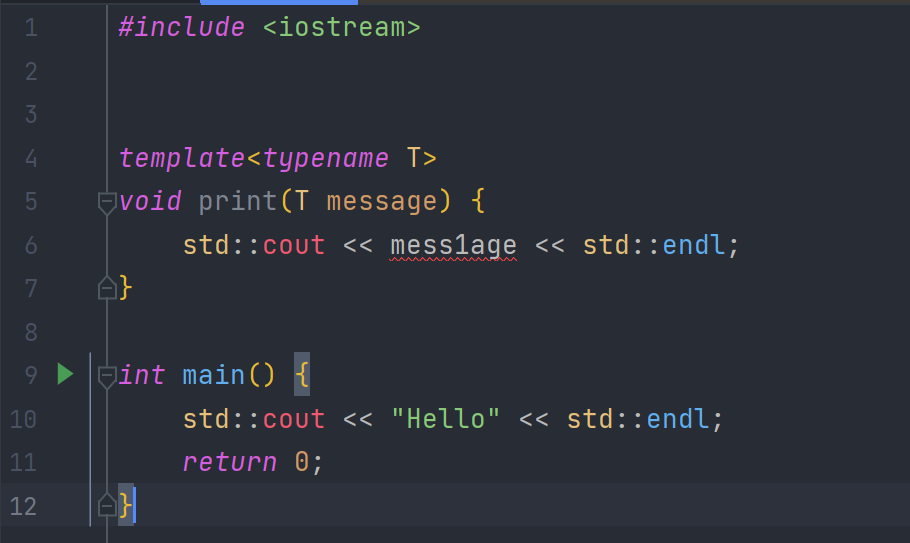 1 #include <iostream>
2
3
4 template<typename T>
5 void print(T message) {
6 std::cout << mess1age << std::endl;
7 }
8
9 int main() {
10 std::cout << "Hello" << std::endl;
11 return 0;
12 }